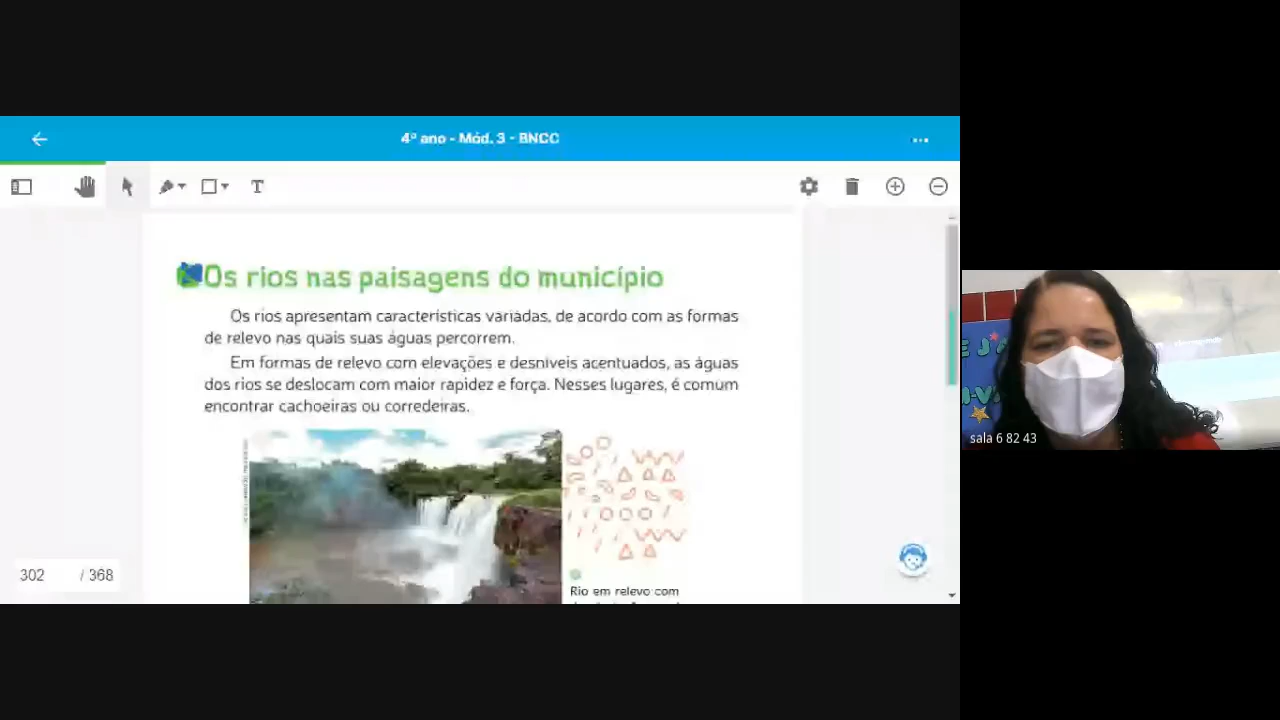 4º ano - Mód. 3 - BNCC
T
Os rios nas paisagens do município
Os rios apresentam características variadas, de acordo com as formas
de relevo nas quais suas águas percorrem.
Em formas de relevo com elevações e desníveis acentuados, as águas
dos rios se deslocam com maior rapidez e força. Nesses lugares, é comum
encontrar cachoeiras ou corredeiras.
Rio em relevo com
302 / 368
sala 6 82 43